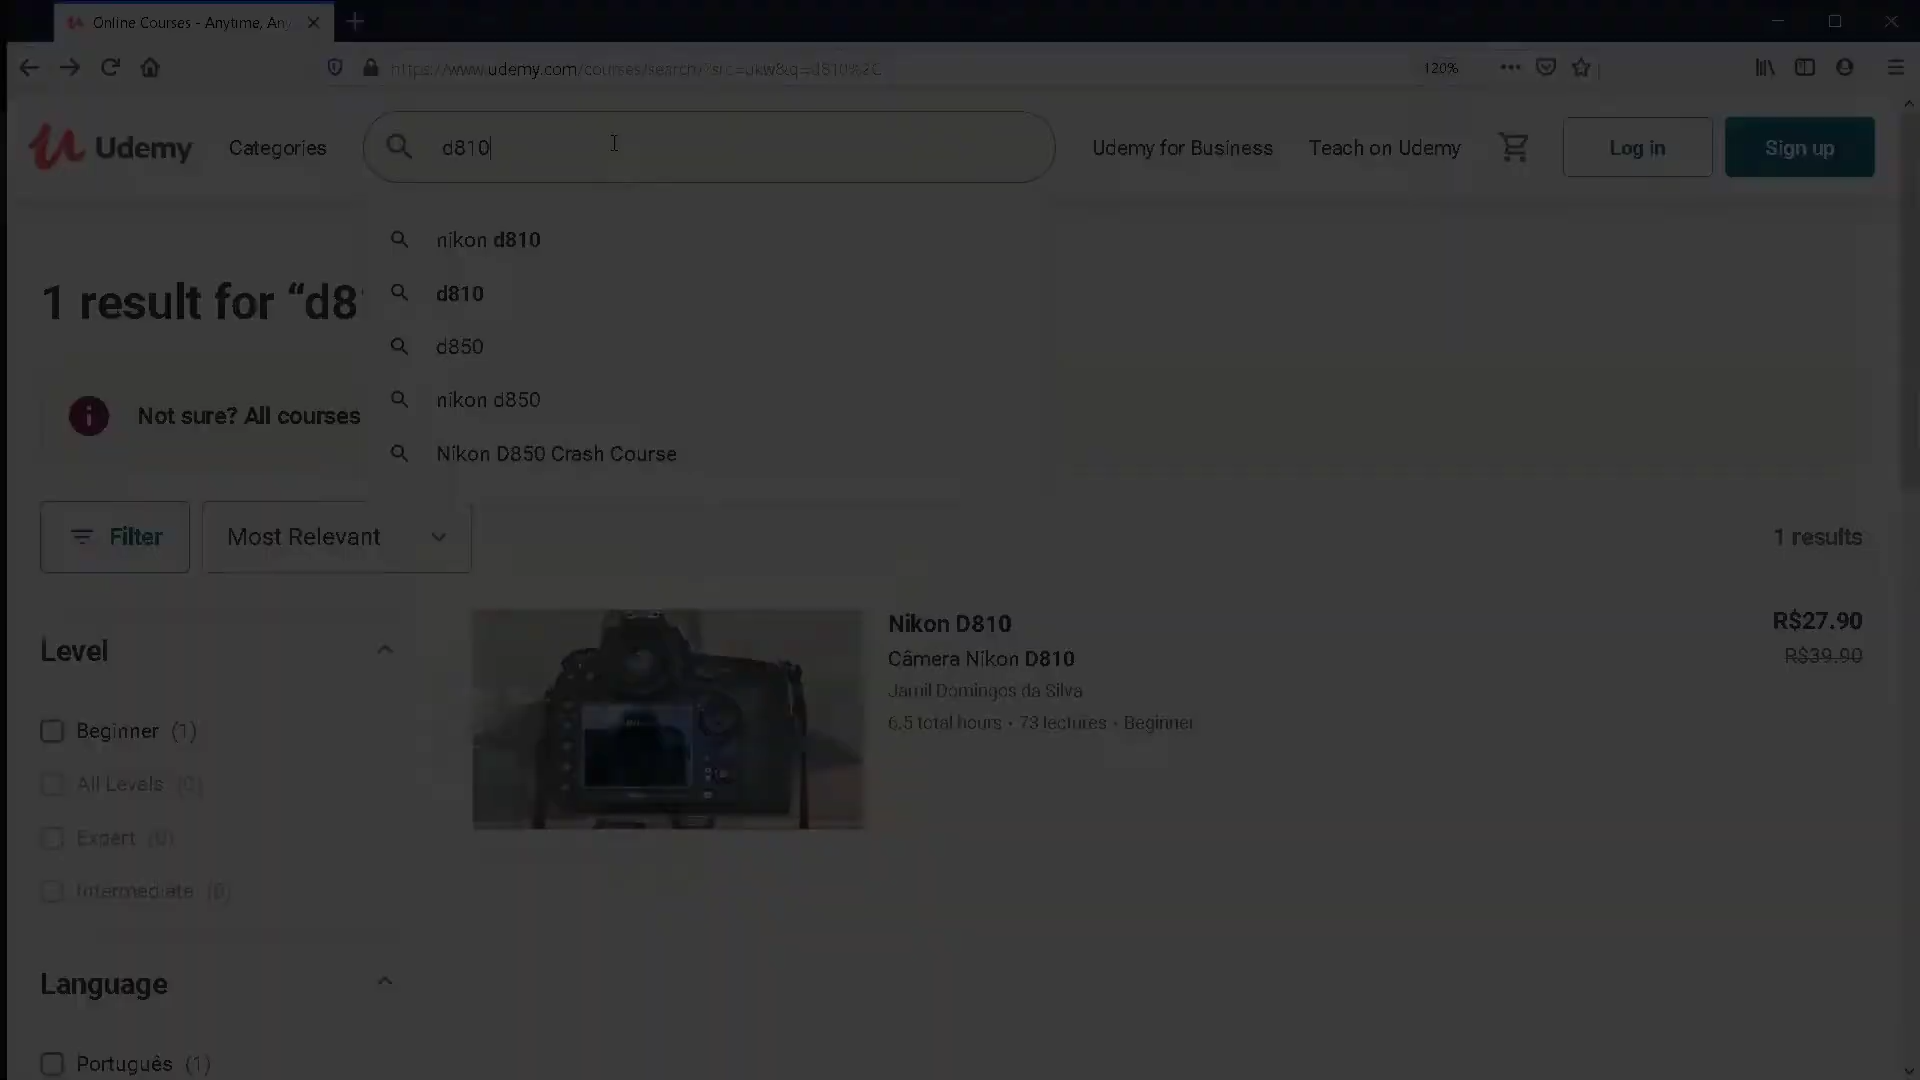 Online Courses - Anytime, An
https://www.udemy.com/courses/search/?src=ukw&q=d810%2C
120%
Udemy
Categories
d810
Udemy for Business
Teach on Udemy
Log in
Sign up
nikon d810
d810
d850
nikon d850
Nikon D850 Crash Course
1 result for “d81
Not sure? All courses
Filter
Most Relevant
1 results
Level
Beginner (1)
All Levels (0)
Expert (0)
Intermediate (0)
Language
Português (1)
Nikon D810
Câmera Nikon D810
Jamil Domingos da Silva
6.5 total hours • 73 lectures • Beginner
R$27.90
R$39.90